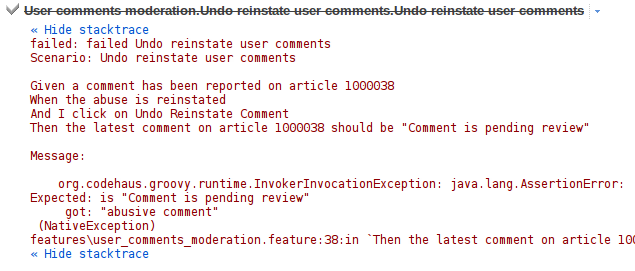 User comments moderation.Undo reinstate user comments.Undo reinstate user comments
« Hide stacktrace
failed: failed Undo reinstate user comments
Scenario: Undo reinstate user comments
Given a comment has been reported on article 1000038
When the abuse is reinstated
And I click on Undo Reinstate Comment
Then the latest comment on article 1000038 should be "Comment is pending review"
Message:
org.codehaus.groovy.runtime.InvokerInvocationException: java.lang.AssertionError:
Expected: is "Comment is pending review"
got: "abusive comment"
(NativeException)
features\user_comments_moderation.feature:38:in `Then the latest comment on article 100
« Hide stacktrace